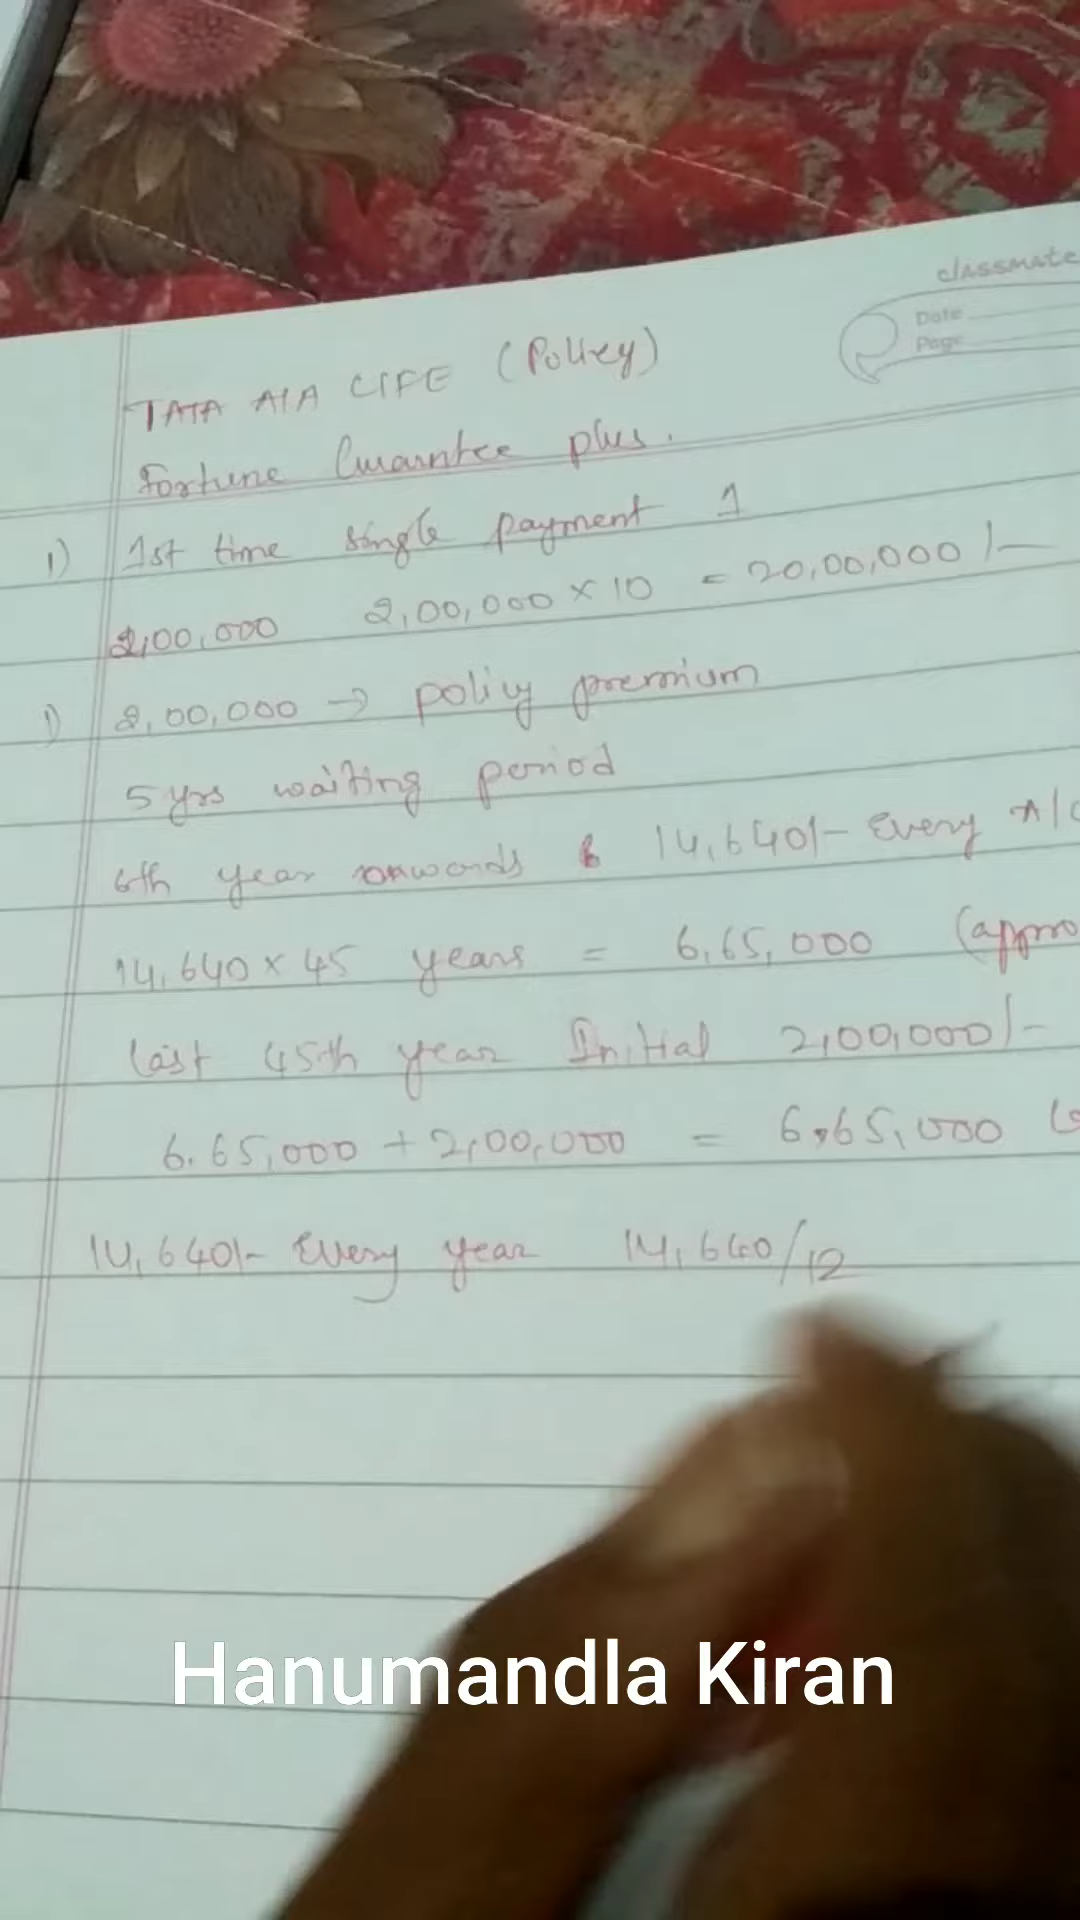 classmate
Date
Page
TATA AIA LIFE (Policy)
Fortune Guarntee plus.
1) 1st time single payment 1
2,00,000 2,00,000 × 10 = 20,00,000/-
1) 2,00,000 → policy premium
5 yrs waiting period
6th year onwards 14,640/- Every
14,640 × 45 years = 6,65,000 (appro
last 45th year Initial 2,00,000/-
6.65,000 + 2,00,000 = 6,65,000
14,640/- Every year 14,640/12
Hanumandla Kiran